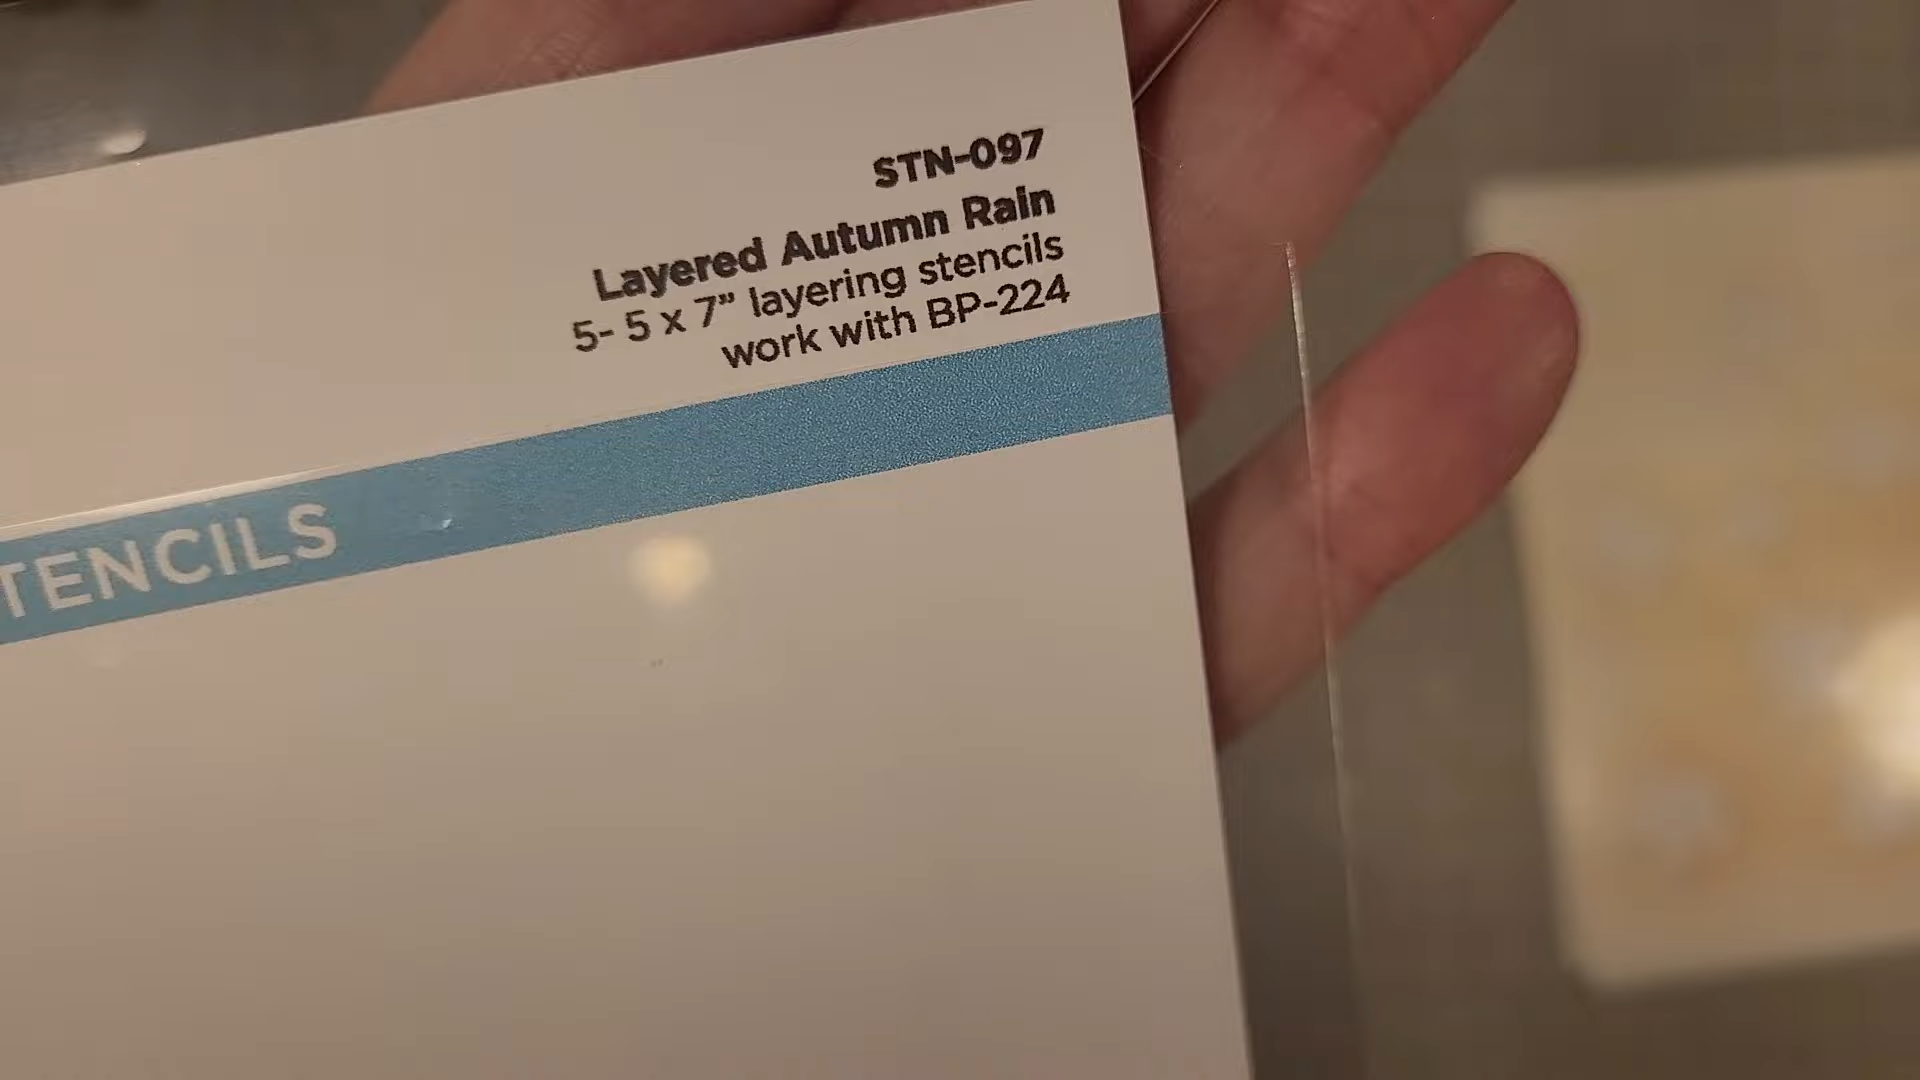 STN-097
Layered Autumn Rain
5- 5 x 7” layering stencils
work with BP-224
TENCILS